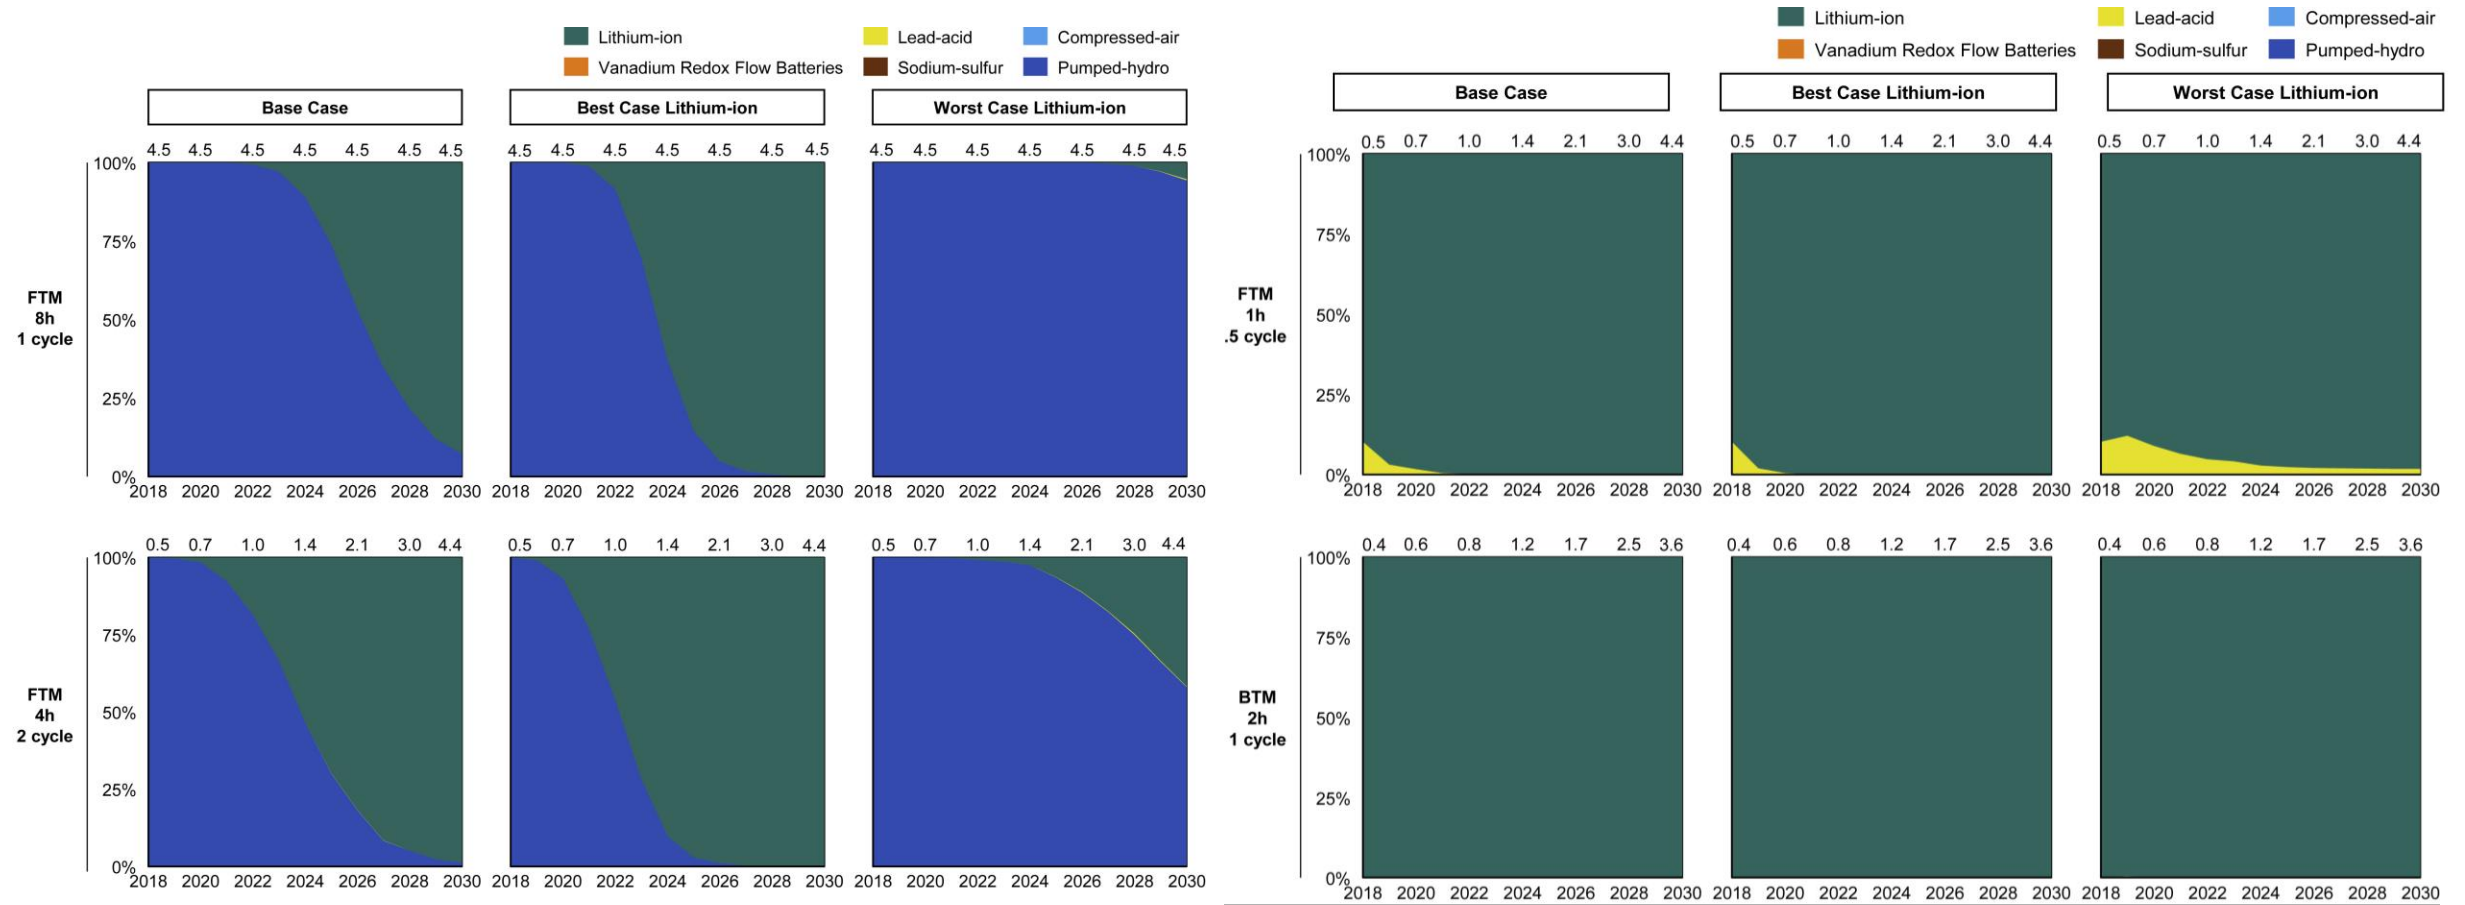 Lithium-ion Lead-acid Compressed-air
Vanadium Redox Flow Batteries Sodium-sulfur Pumped-hydro
Base Case Best Case Lithium-ion Worst Case Lithium-ion
4.5 4.5 4.5 4.5 4.5 4.5 4.5 4.5 4.5 4.5 4.5 4.5 4.5 4.5 4.5 4.5 4.5 4.5 4.5 4.5 4.5
100%
75%
FTM
8h
1 cycle
50%
25%
0%
2018 2020 2022 2024 2026 2028 2030 2018 2020 2022 2024 2026 2028 2030 2018 2020 2022 2024 2026 2028 2030
0.5 0.7 1.0 1.4 2.1 3.0 4.4 0.5 0.7 1.0 1.4 2.1 3.0 4.4 0.5 0.7 1.0 1.4 2.1 3.0 4.4
100%
75%
FTM
4h
2 cycle
50%
25%
0%
2018 2020 2022 2024 2026 2028 2030 2018 2020 2022 2024 2026 2028 2030 2018 2020 2022 2024 2026 2028 2030
Lithium-ion Lead-acid Compressed-air
Vanadium Redox Flow Batteries Sodium-sulfur Pumped-hydro
Base Case Best Case Lithium-ion Worst Case Lithium-ion
0.5 0.7 1.0 1.4 2.1 3.0 4.4 0.5 0.7 1.0 1.4 2.1 3.0 4.4 0.5 0.7 1.0 1.4 2.1 3.0 4.4
100%
75%
FTM
1h
.5 cycle
50%
25%
0%
2018 2020 2022 2024 2026 2028 2030 2018 2020 2022 2024 2026 2028 2030 2018 2020 2022 2024 2026 2028 2030
0.4 0.6 0.8 1.2 1.7 2.5 3.6 0.4 0.6 0.8 1.2 1.7 2.5 3.6 0.4 0.6 0.8 1.2 1.7 2.5 3.6
100%
75%
BTM
2h
1 cycle
50%
25%
0%
2018 2020 2022 2024 2026 2028 2030 2018 2020 2022 2024 2026 2028 2030 2018 2020 2022 2024 2026 2028 2030